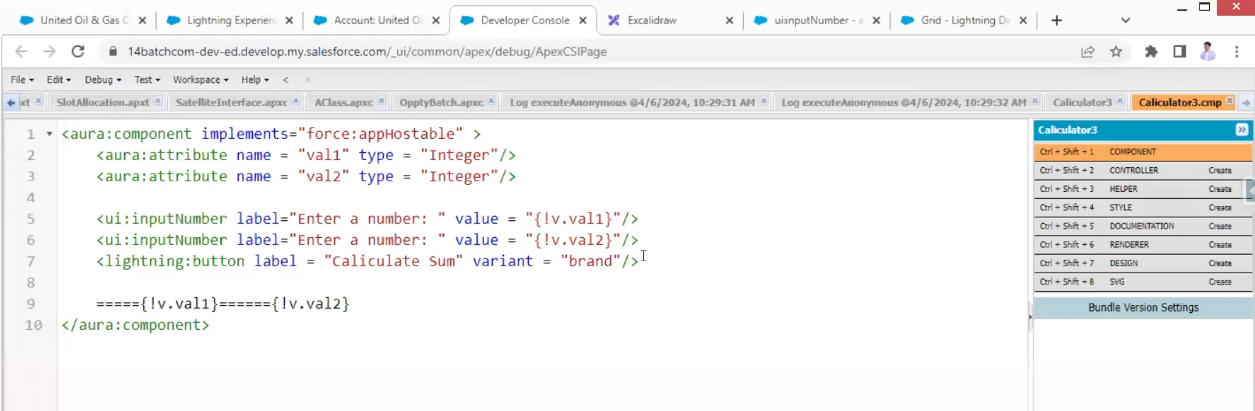 United Oil & Gas C
Lightning Experien
Account: United O
Developer Console
Excalidraw
ui:inputNumber - e
Grid - Lightning De
14batchcom-dev-ed.develop.my.salesforce.com/_ui/common/apex/debug/ApexCSIPage
File Edit Debug Test Workspace Help < >
xt SlotAllocation.apxt SatelliteInterface.apxc AClass.apxc OpptyBatch.apxc Log executeAnonymous @4/6/2024, 10:29:31 AM Log executeAnonymous @4/6/2024, 10:29:32 AM Caliculator3 Caliculator3.cmp
1 <aura:component implements="force:appHostable" >
2 <aura:attribute name = "val1" type = "Integer"/>
3 <aura:attribute name = "val2" type = "Integer"/>
4
5 <ui:inputNumber label="Enter a number: " value = "{!v.val1}"/>
6 <ui:inputNumber label="Enter a number: " value = "{!v.val2}"/>
7 <lightning:button label = "Caliculate Sum" variant = "brand"/>
8
9 ====={!v.val1}======{!v.val2}
10 </aura:component>
Caliculator3
Ctrl + Shift + 1 COMPONENT
Ctrl + Shift + 2 CONTROLLER Create
Ctrl + Shift + 3 HELPER Create
Ctrl + Shift + 4 STYLE Create
Ctrl + Shift + 5 DOCUMENTATION Create
Ctrl + Shift + 6 RENDERER Create
Ctrl + Shift + 7 DESIGN Create
Ctrl + Shift + 8 SVG Create
Bundle Version Settings